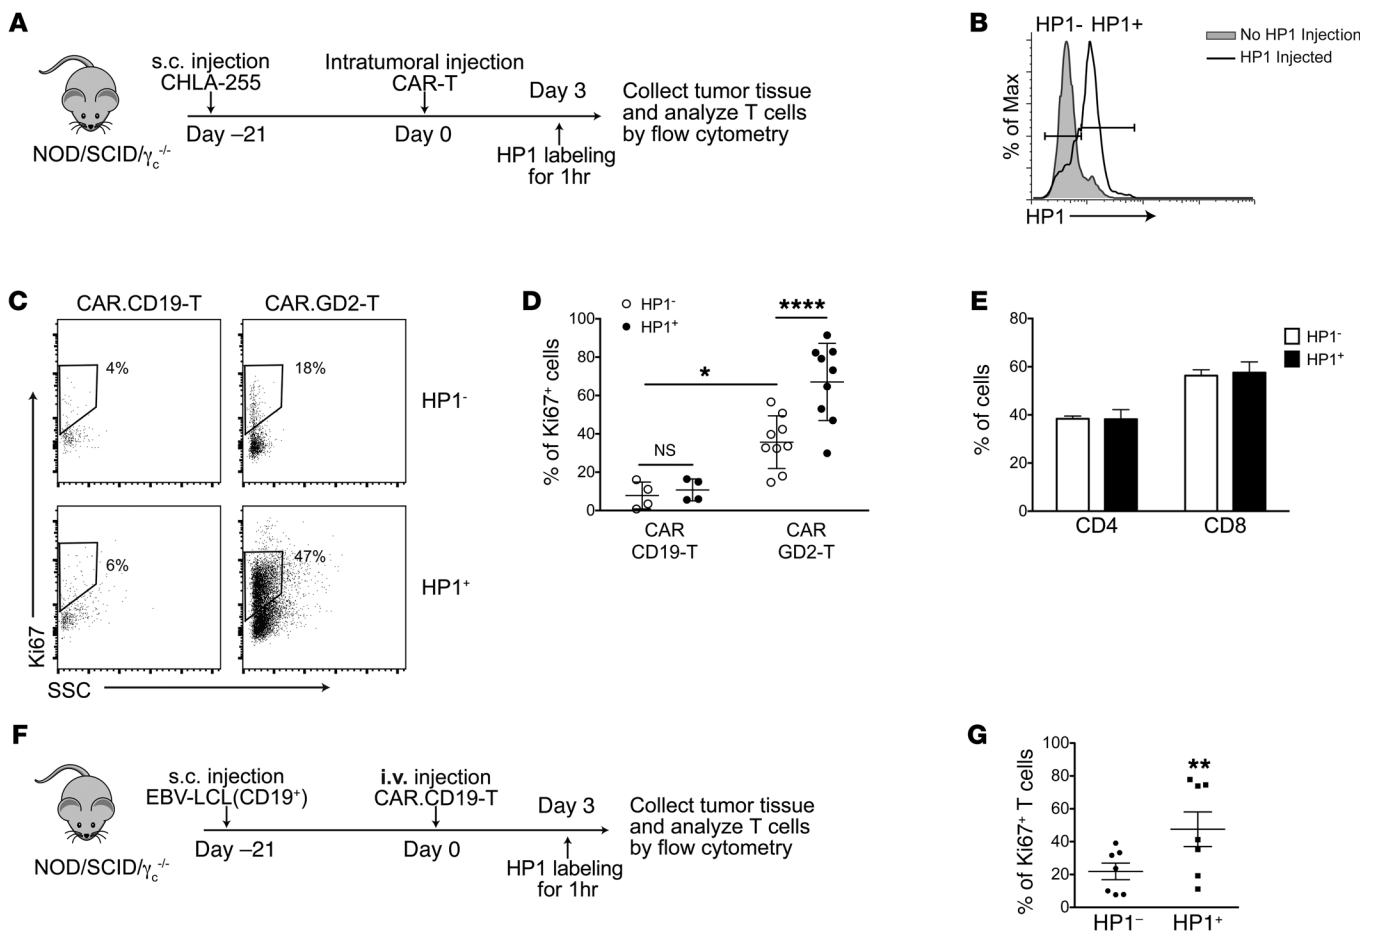 A
s.c. injection
CHLA-255
Day –21
Intratumoral injection
CAR-T
Day 0
Day 3
HP1 labeling
for 1hr
Collect tumor tissue
and analyze T cells
by flow cytometry
NOD/SCID/γc-/-
B
HP1- HP1+
No HP1 Injection
HP1 Injected
% of Max
HP1
C
CAR.CD19-T
CAR.GD2-T
4%
18%
HP1-
6%
47%
HP1+
Ki67
SSC
D
HP1-
HP1+
****
*
NS
% of Ki67+ cells
100
80
60
40
20
0
CAR
CD19-T
CAR
GD2-T
E
HP1-
HP1+
% of cells
80
60
40
20
0
CD4
CD8
F
s.c. injection
EBV-LCL(CD19+)
Day –21
i.v. injection
CAR.CD19-T
Day 0
Day 3
HP1 labeling
for 1hr
Collect tumor tissue
and analyze T cells
by flow cytometry
NOD/SCID/γc-/-
G
% of Ki67+ T cells
100
80
60
40
20
0
**
HP1–
HP1+